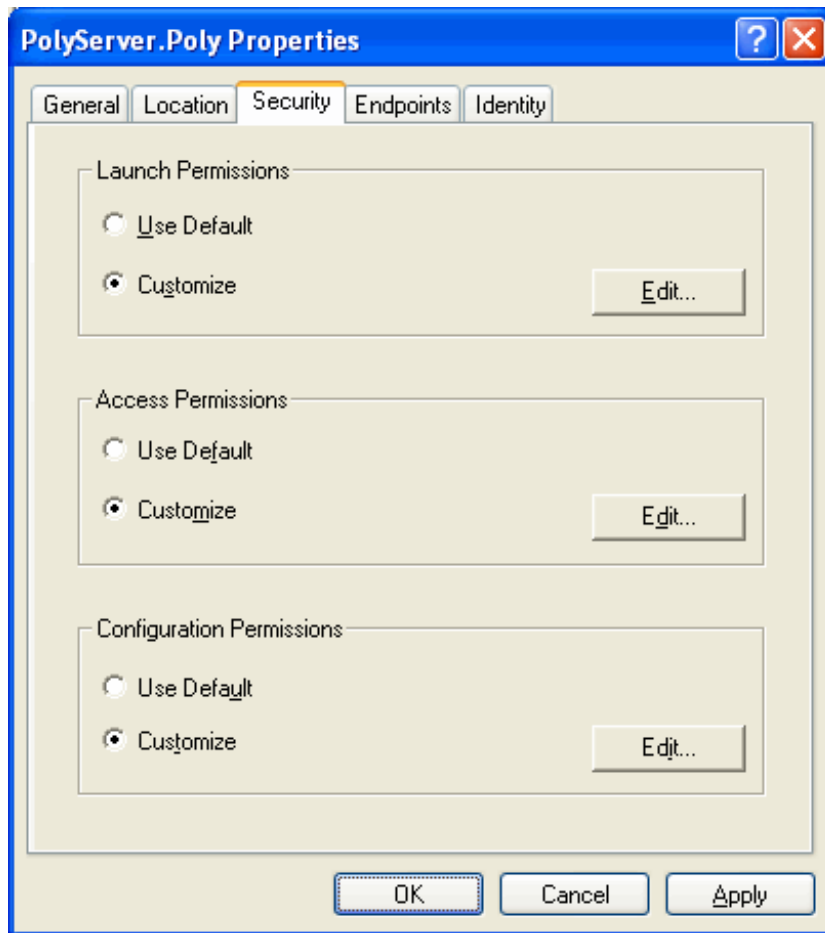 PolyServer.Poly Properties
General Location Security Endpoints Identity
Launch Permissions
Use Default
Customize
Edit...
Access Permissions
Use Default
Customize
Edit...
Configuration Permissions
Use Default
Customize
Edit...
OK Cancel Apply